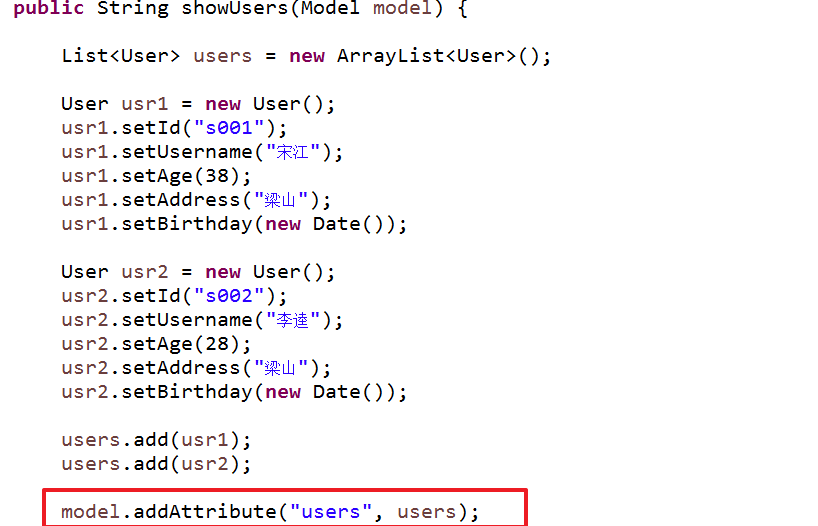 public String showUsers(Model model) {
List<User> users = new ArrayList<User>();
User usr1 = new User();
usr1.setId("s001");
usr1.setUsername("宋江");
usr1.setAge(38);
usr1.setAddress("梁山");
usr1.setBirthday(new Date());
User usr2 = new User();
usr2.setId("s002");
usr2.setUsername("李逵");
usr2.setAge(28);
usr2.setAddress("梁山");
usr2.setBirthday(new Date());
users.add(usr1);
users.add(usr2);
model.addAttribute("users", users);